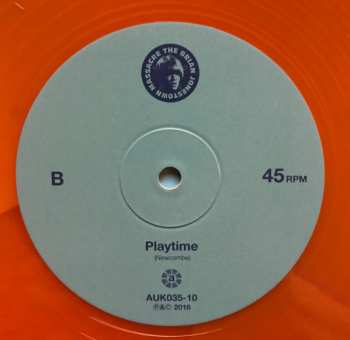 THE BRIAN JONESTOWN MASSACRE
B
45 RPM
Playtime
(Newcombe)
a
AUK035-10
℗&© 2016